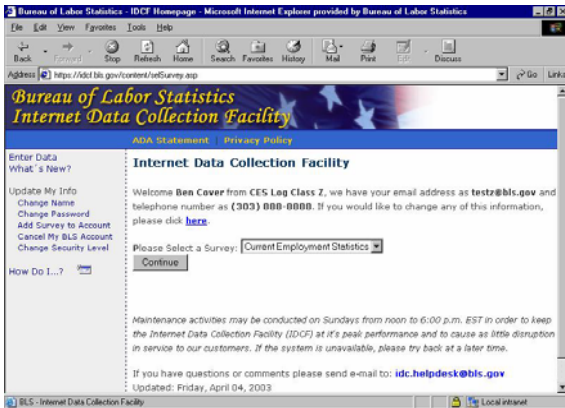 Bureau of Labor Statistics - IDCF Homepage - Microsoft Internet Explorer provided by Bureau of Labor Statistics
File Edit View Favorites Tools Help
Back Forward Stop Refresh Home Search Favorites History Mail Print Edit Discuss
Address https://idcf.bls.gov/content/selSurvey.asp Go Links
Bureau of Labor Statistics
Internet Data Collection Facility
ADA Statement | Privacy Policy
Enter Data
What's New?
Update My Info
Change Name
Change Password
Add Survey to Account
Cancel My BLS Account
Change Security Level
How Do I...?
Internet Data Collection Facility
Welcome Ben Cover from CES Log Class Z, we have your email address as testz@bls.gov and
telephone number as (303) 888-8888. If you would like to change any of this information,
please click here.
Please Select a Survey: Current Employment Statistics
Continue
Maintenance activities may be conducted on Sundays from noon to 6:00 p.m. EST in order to keep
the Internet Data Collection Facility (IDCF) at it's peak performance and to cause as little disruption
in service to our customers. If the system is unavailable, please try back at a later time.
If you have questions or comments please send e-mail to: idc.helpdesk@bls.gov
Updated: Friday, April 04, 2003
BLS - Internet Data Collection Facility Local intranet